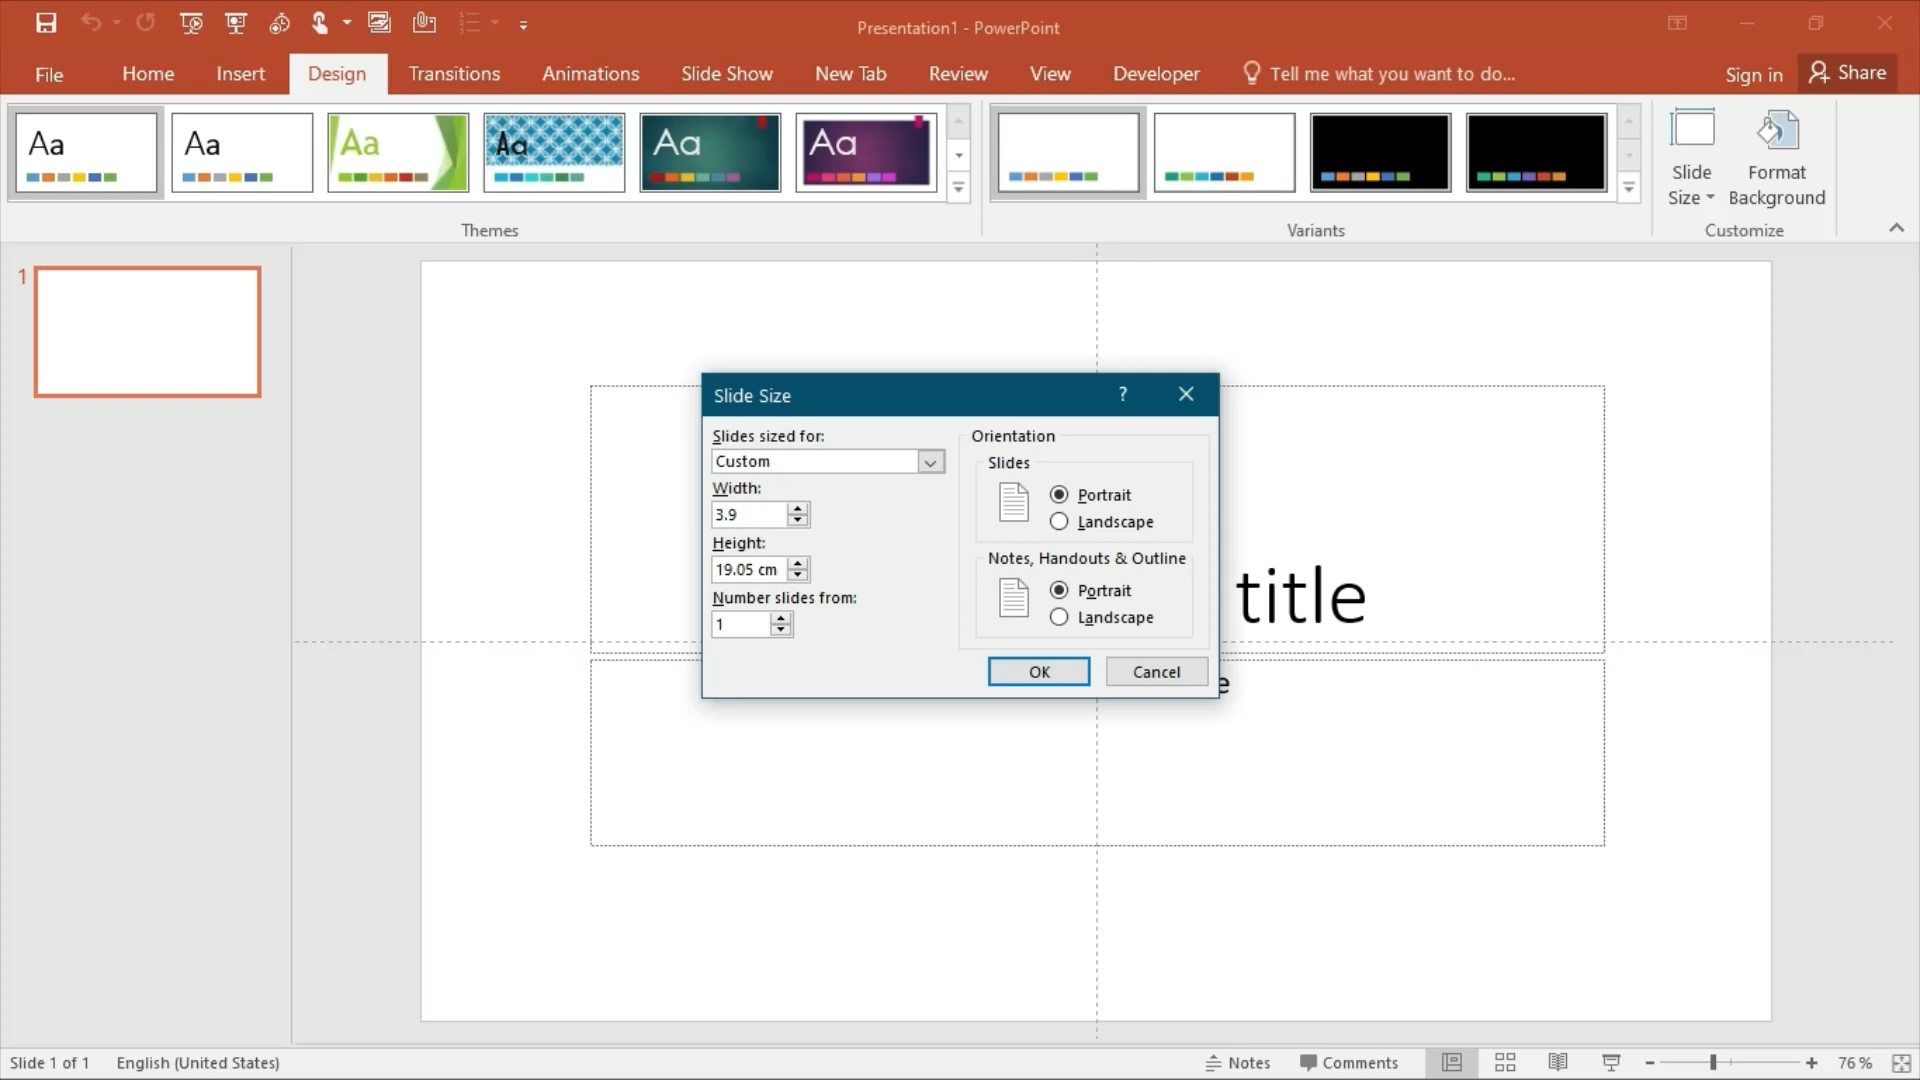 Presentation1 - PowerPoint
File Home Insert Design Transitions Animations Slide Show New Tab Review View Developer Tell me what you want to do... Sign in Share
Aa Aa Aa Aa Aa Aa
Slide Size
Format Background
Themes Variants Customize
1
Slide Size ?
Slides sized for:
Custom
Width:
3.9
Height:
19.05 cm
Number slides from:
1
Orientation
Slides
Portrait
Landscape
Notes, Handouts & Outline
Portrait
Landscape
OK Cancel
title
e
Slide 1 of 1 English (United States) Notes Comments - + 76%